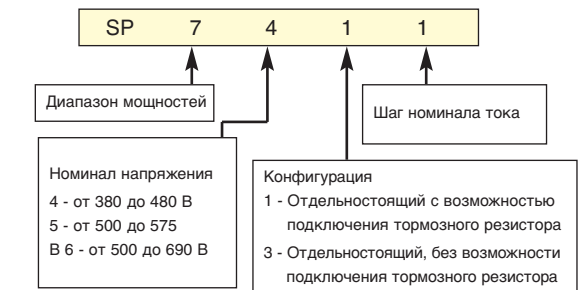 SP 7 4 1 1
Диапазон мощностей
Шаг номинала тока
Номинал напряжения
4 - от 380 до 480 В
5 - от 500 до 575
В 6 - от 500 до 690 В
Конфигурация
1 - Отдельностоящий с возможностью
подключения тормозного резистора
3 - Отдельностоящий, без возможности
подключения тормозного резистора